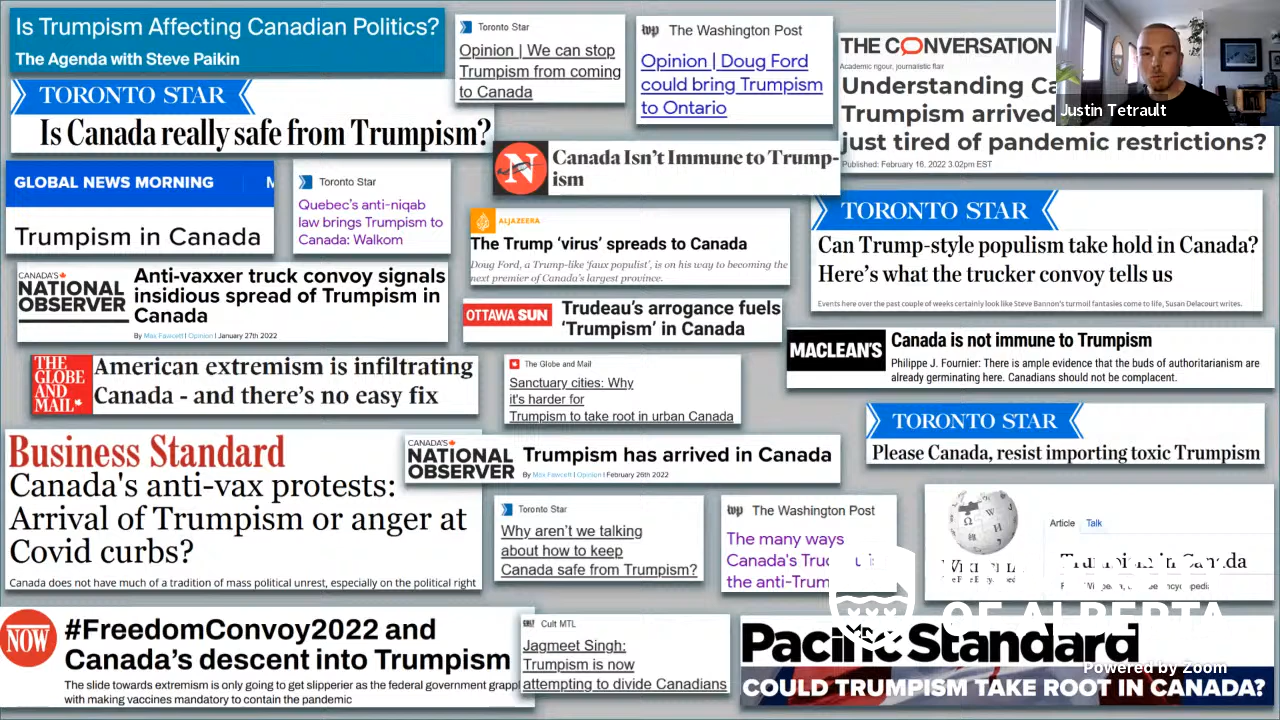 Is Trumpism Affecting Canadian Politics?
The Agenda with Steve Paikin
Toronto Star
Opinion | We can stop
Trumpism from coming
to Canada
wp The Washington Post
Opinion | Doug Ford
could bring Trumpism
to Ontario
THE CONVERSATION
Academic rigour, journalistic flair
Understanding Ca
Trumpism arrived
just tired of pandemic restrictions?
Published: February 16, 2022 3.02pm EST
Justin Tetrault
TORONTO STAR
Is Canada really safe from Trumpism?
N
Canada Isn't Immune to Trump-
ism
GLOBAL NEWS MORNING
Trumpism in Canada
Toronto Star
Quebec's anti-niqab
law brings Trumpism to
Canada: Walkom
ALJAZEERA
The Trump 'virus' spreads to Canada
Doug Ford, a Trump-like 'faux populist', is on his way to becoming the
next premier of Canada's largest province.
TORONTO STAR
Can Trump-style populism take hold in Canada?
Here's what the trucker convoy tells us
Events here over the past couple of weeks certainly look like Steve Bannon's turmoil fantasies come to life, Susan Delacourt writes.
CANADA'S
NATIONAL
OBSERVER
Anti-vaxxer truck convoy signals
insidious spread of Trumpism in
Canada
By Max Fawcett | Opinion | January 27th 2022
OTTAWA SUN
Trudeau's arrogance fuels
'Trumpism' in Canada
MACLEAN'S
Canada is not immune to Trumpism
Philippe J. Fournier: There is ample evidence that the buds of authoritarianism are
already germinating here. Canadians should not be complacent.
THE
GLOBE
AND
MAIL
American extremism is infiltrating
Canada - and there's no easy fix
The Globe and Mail
Sanctuary cities: Why
it's harder for
Trumpism to take root in urban Canada
TORONTO STAR
Please Canada, resist importing toxic Trumpism
Business Standard
Canada's anti-vax protests:
Arrival of Trumpism or anger at
Covid curbs?
Canada does not have much of a tradition of mass political unrest, especially on the political right
CANADA'S
NATIONAL
OBSERVER
Trumpism has arrived in Canada
By Max Fawcett | Opinion | February 26th 2022
Toronto Star
Why aren't we talking
about how to keep
Canada safe from Trumpism?
wp The Washington Post
The many ways
Canada's
the anti-Trum
Article Talk
Trumpism in Canada
OF ALBERTA
NOW
#FreedomConvoy2022 and
Canada's descent into Trumpism
The slide towards extremism is only going to get slipperier as the federal government
with making vaccines mandatory to contain the pandemic
Cult MTL
Jagmeet Singh:
Trumpism is now
attempting to divide Canadians
Pacific Standard
COULD TRUMPISM TAKE ROOT IN CANADA?
Powered by Zoom